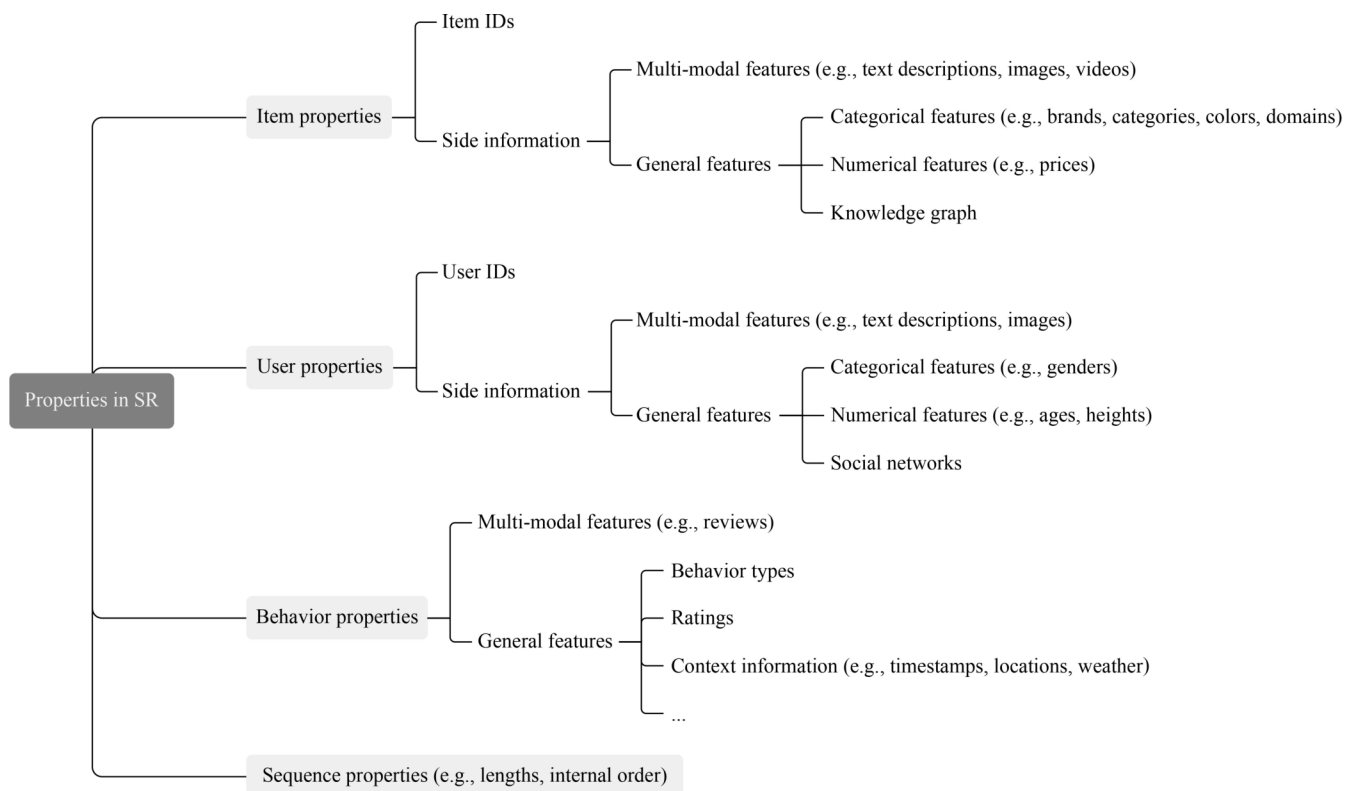 Item IDs
Multi-modal features (e.g., text descriptions, images, videos)
Item properties
Categorical features (e.g., brands, categories, colors, domains)
Side information
General features
Numerical features (e.g., prices)
Knowledge graph
User IDs
Multi-modal features (e.g., text descriptions, images)
User properties
Categorical features (e.g., genders)
Properties in SR
Side information
General features
Numerical features (e.g., ages, heights)
Social networks
Multi-modal features (e.g., reviews)
Behavior types
Behavior properties
Ratings
General features
Context information (e.g., timestamps, locations, weather)
...
Sequence properties (e.g., lengths, internal order)